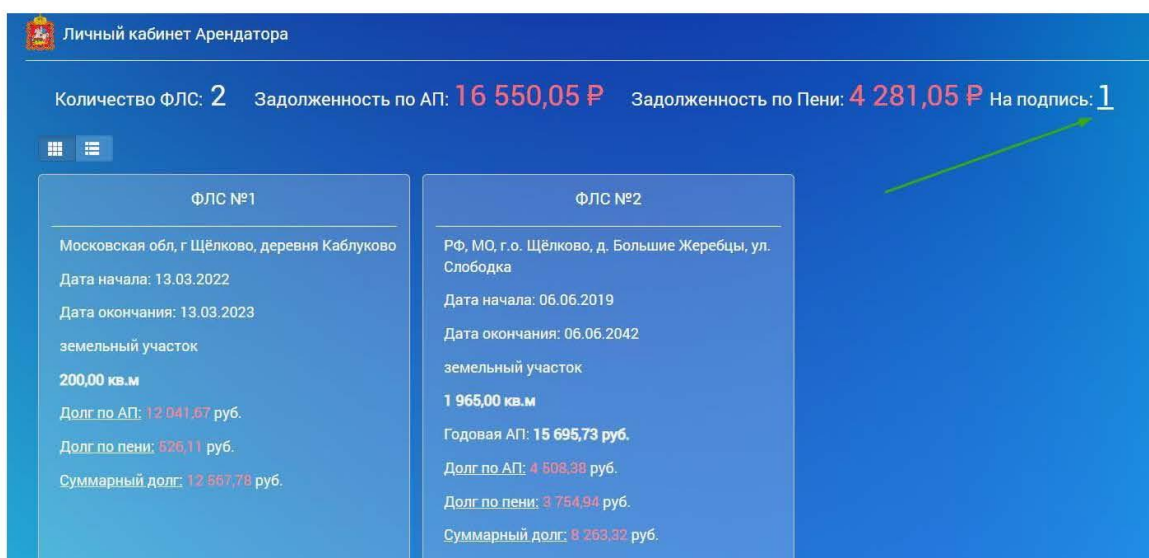 Личный кабинет Арендатора
Количество ФЛС: 2 Задолженность по АП: 16 550,05 ₽ Задолженность по Пени: 4 281,05 ₽ На подпись: 1
ФЛС №1
Московская обл, г Щёлково, деревня Каблуково
Дата начала: 13.03.2022
Дата окончания: 13.03.2023
земельный участок
200,00 кв.м
Долг по АП: 12 041,67 руб.
Долг по пени: 526,11 руб.
Суммарный долг: 12 567,78 руб.
ФЛС №2
РФ, МО, г.о. Щёлково, д. Большие Жеребцы, ул.
Слободка
Дата начала: 06.06.2019
Дата окончания: 06.06.2042
земельный участок
1 965,00 кв.м
Годовая АП: 15 695,73 руб.
Долг по АП: 4 508,38 руб.
Долг по пени: 3 754,94 руб.
Суммарный долг: 8 263,32 руб.